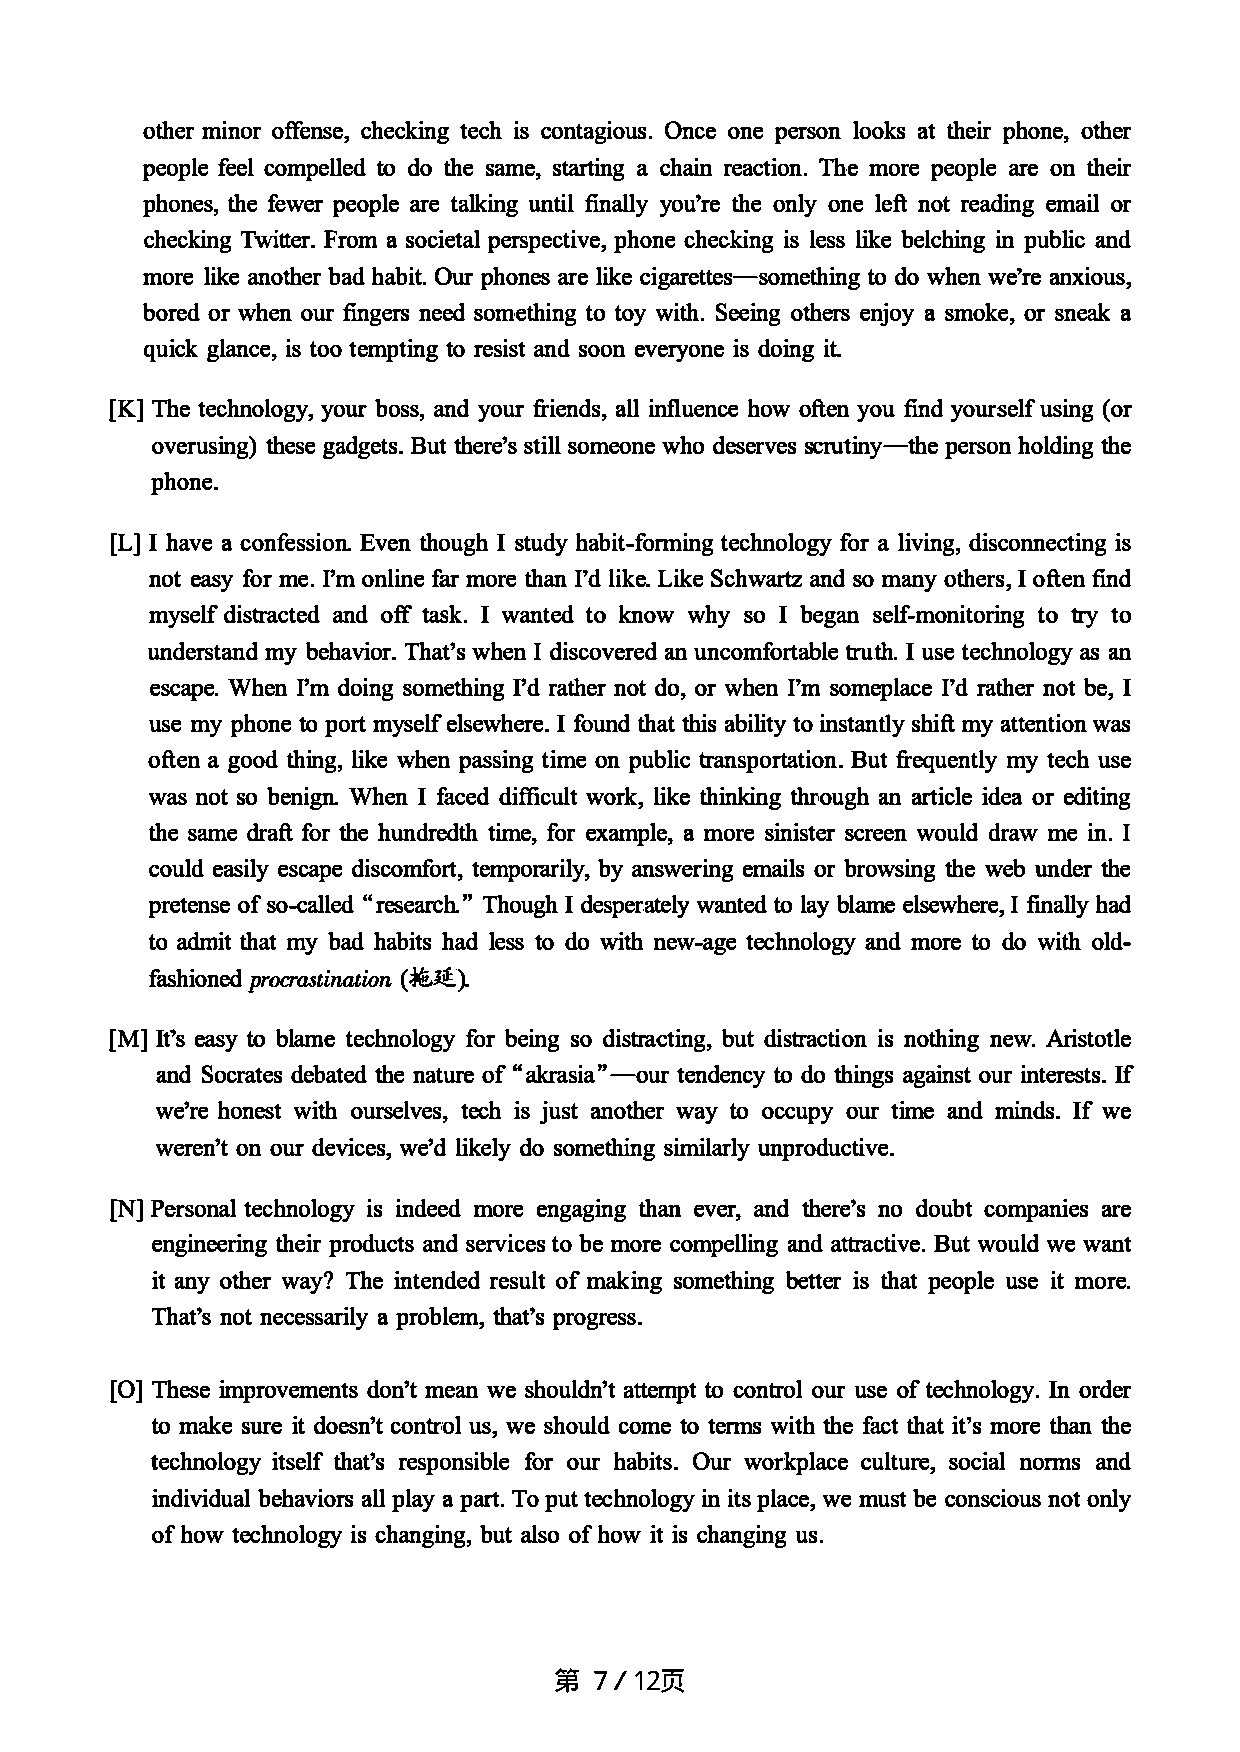 other minor offense, checking tech is contagious. Once one person looks at their phone, other
people feel compelled to do the same, starting a chain reaction. The more people are on their
phones, the fewer people are talking until finally you're the only one left not reading email or
checking Twitter. From a societal perspective, phone checking is less like belching in public and
more like another bad habit. Our phones are like cigarettes—something to do when we're anxious,
bored or when our fingers need something to toy with. Seeing others enjoy a smoke, or sneak a
quick glance, is too tempting to resist and soon everyone is doing it.
[K] The technology, your boss, and your friends, all influence how often you find yourself using (or
overusing) these gadgets. But there's still someone who deserves scrutiny—the person holding the
phone.
[L] I have a confession. Even though I study habit-forming technology for a living, disconnecting is
not easy for me. I'm online far more than I'd like. Like Schwartz and so many others, I often find
myself distracted and off task. I wanted to know why so I began self-monitoring to try to
understand my behavior. That's when I discovered an uncomfortable truth. I use technology as an
escape. When I'm doing something I'd rather not do, or when I'm someplace I'd rather not be, I
use my phone to port myself elsewhere. I found that this ability to instantly shift my attention was
often a good thing, like when passing time on public transportation. But frequently my tech use
was not so benign. When I faced difficult work, like thinking through an article idea or editing
the same draft for the hundredth time, for example, a more sinister screen would draw me in. I
could easily escape discomfort, temporarily, by answering emails or browsing the web under the
pretense of so-called “research.” Though I desperately wanted to lay blame elsewhere, I finally had
to admit that my bad habits had less to do with new-age technology and more to do with old-
fashioned procrastination (拖延).
[M] It's easy to blame technology for being so distracting, but distraction is nothing new. Aristotle
and Socrates debated the nature of “akrasia”—our tendency to do things against our interests. If
we're honest with ourselves, tech is just another way to occupy our time and minds. If we
weren't on our devices, we'd likely do something similarly unproductive.
[N] Personal technology is indeed more engaging than ever, and there's no doubt companies are
engineering their products and services to be more compelling and attractive. But would we want
it any other way? The intended result of making something better is that people use it more.
That's not necessarily a problem, that's progress.
[O] These improvements don't mean we shouldn't attempt to control our use of technology. In order
to make sure it doesn't control us, we should come to terms with the fact that it's more than the
technology itself that's responsible for our habits. Our workplace culture, social norms and
individual behaviors all play a part. To put technology in its place, we must be conscious not only
of how technology is changing, but also of how it is changing us.
第 7 / 12页